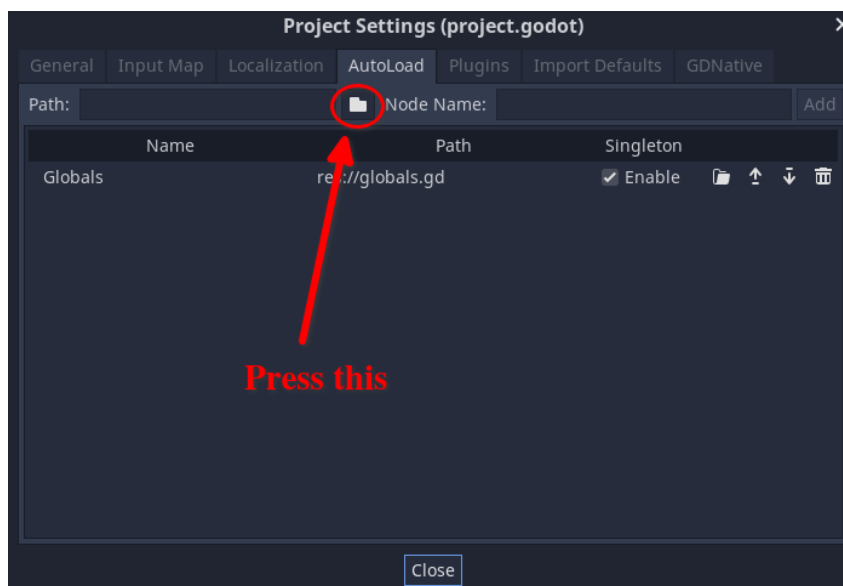 Project Settings (project.godot)
General Input Map Localization AutoLoad Plugins Import Defaults GDNative
Path: Node Name: Add
Name Path Singleton
Globals res://globals.gd Enable
Press this
Close